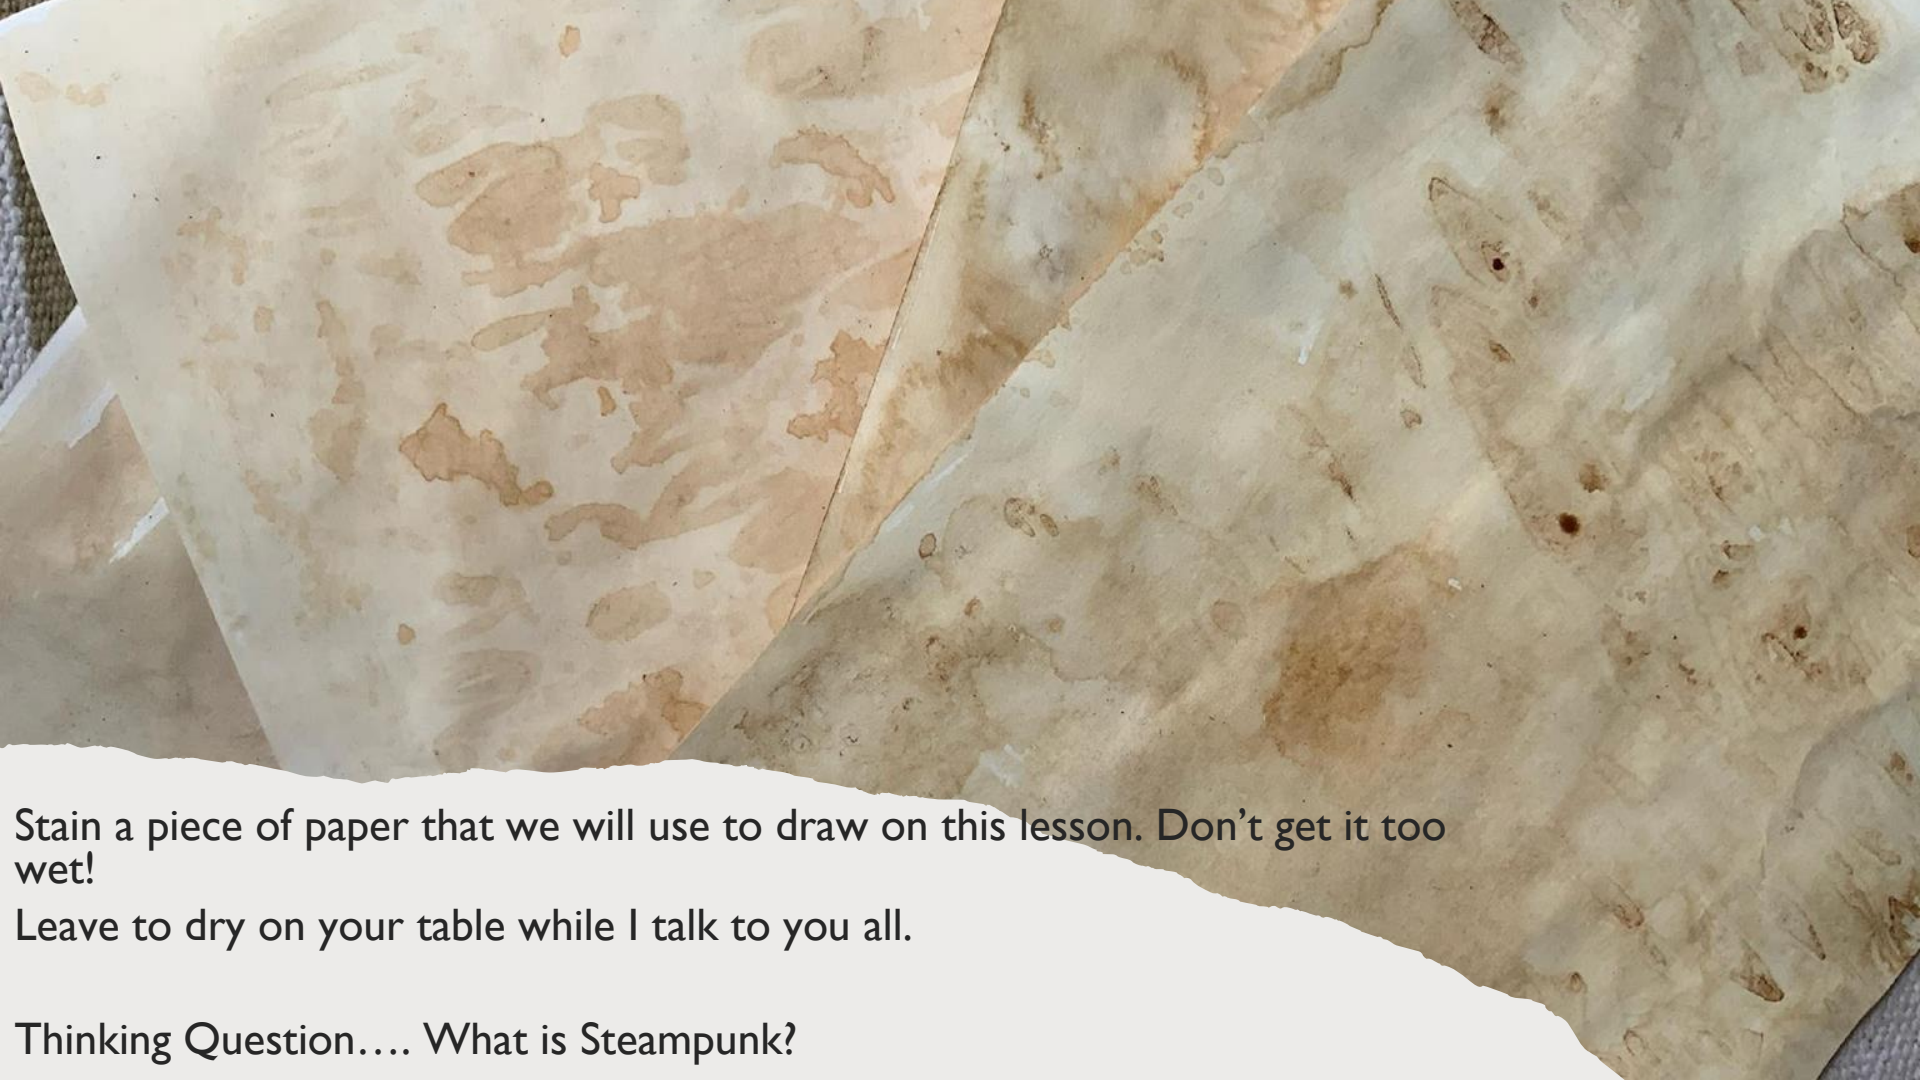 Stain a piece of paper that we will use to draw on this lesson. Don’t get it too
wet!
Leave to dry on your table while I talk to you all.
Thinking Question…. What is Steampunk?